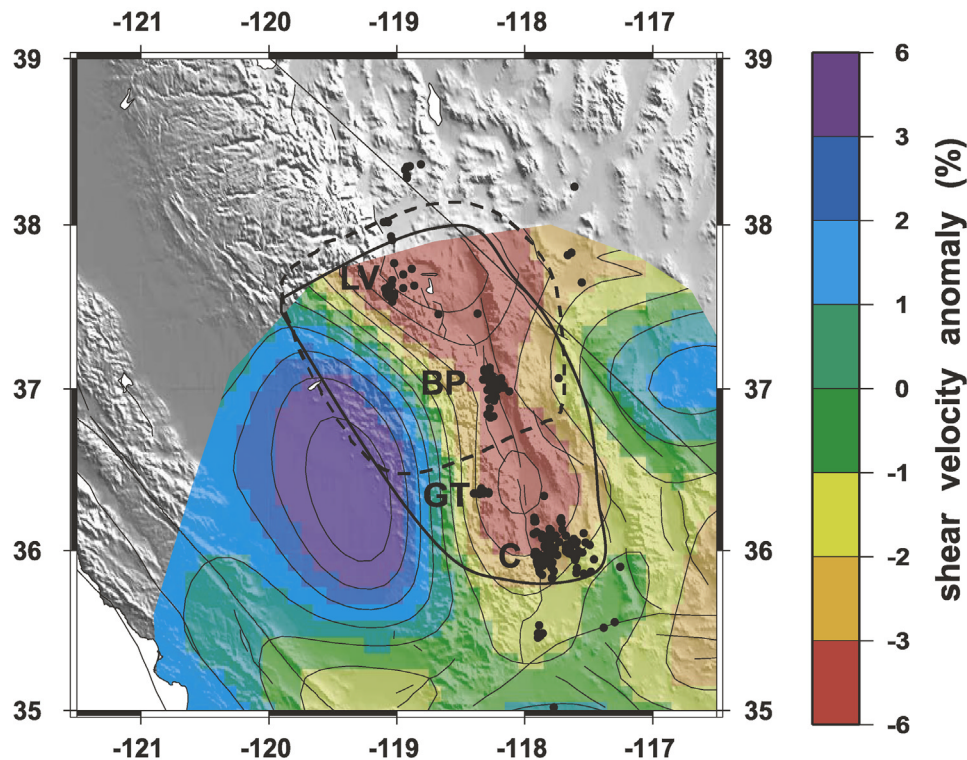 -121 -120 -119 -118 -117
39 39 6
3
38 38 2
LV
1
37 BP 37 0
-1
GT
36 C 36 -2
-3
35 35 -6
-121 -120 -119 -118 -117
shear velocity anomaly (%)